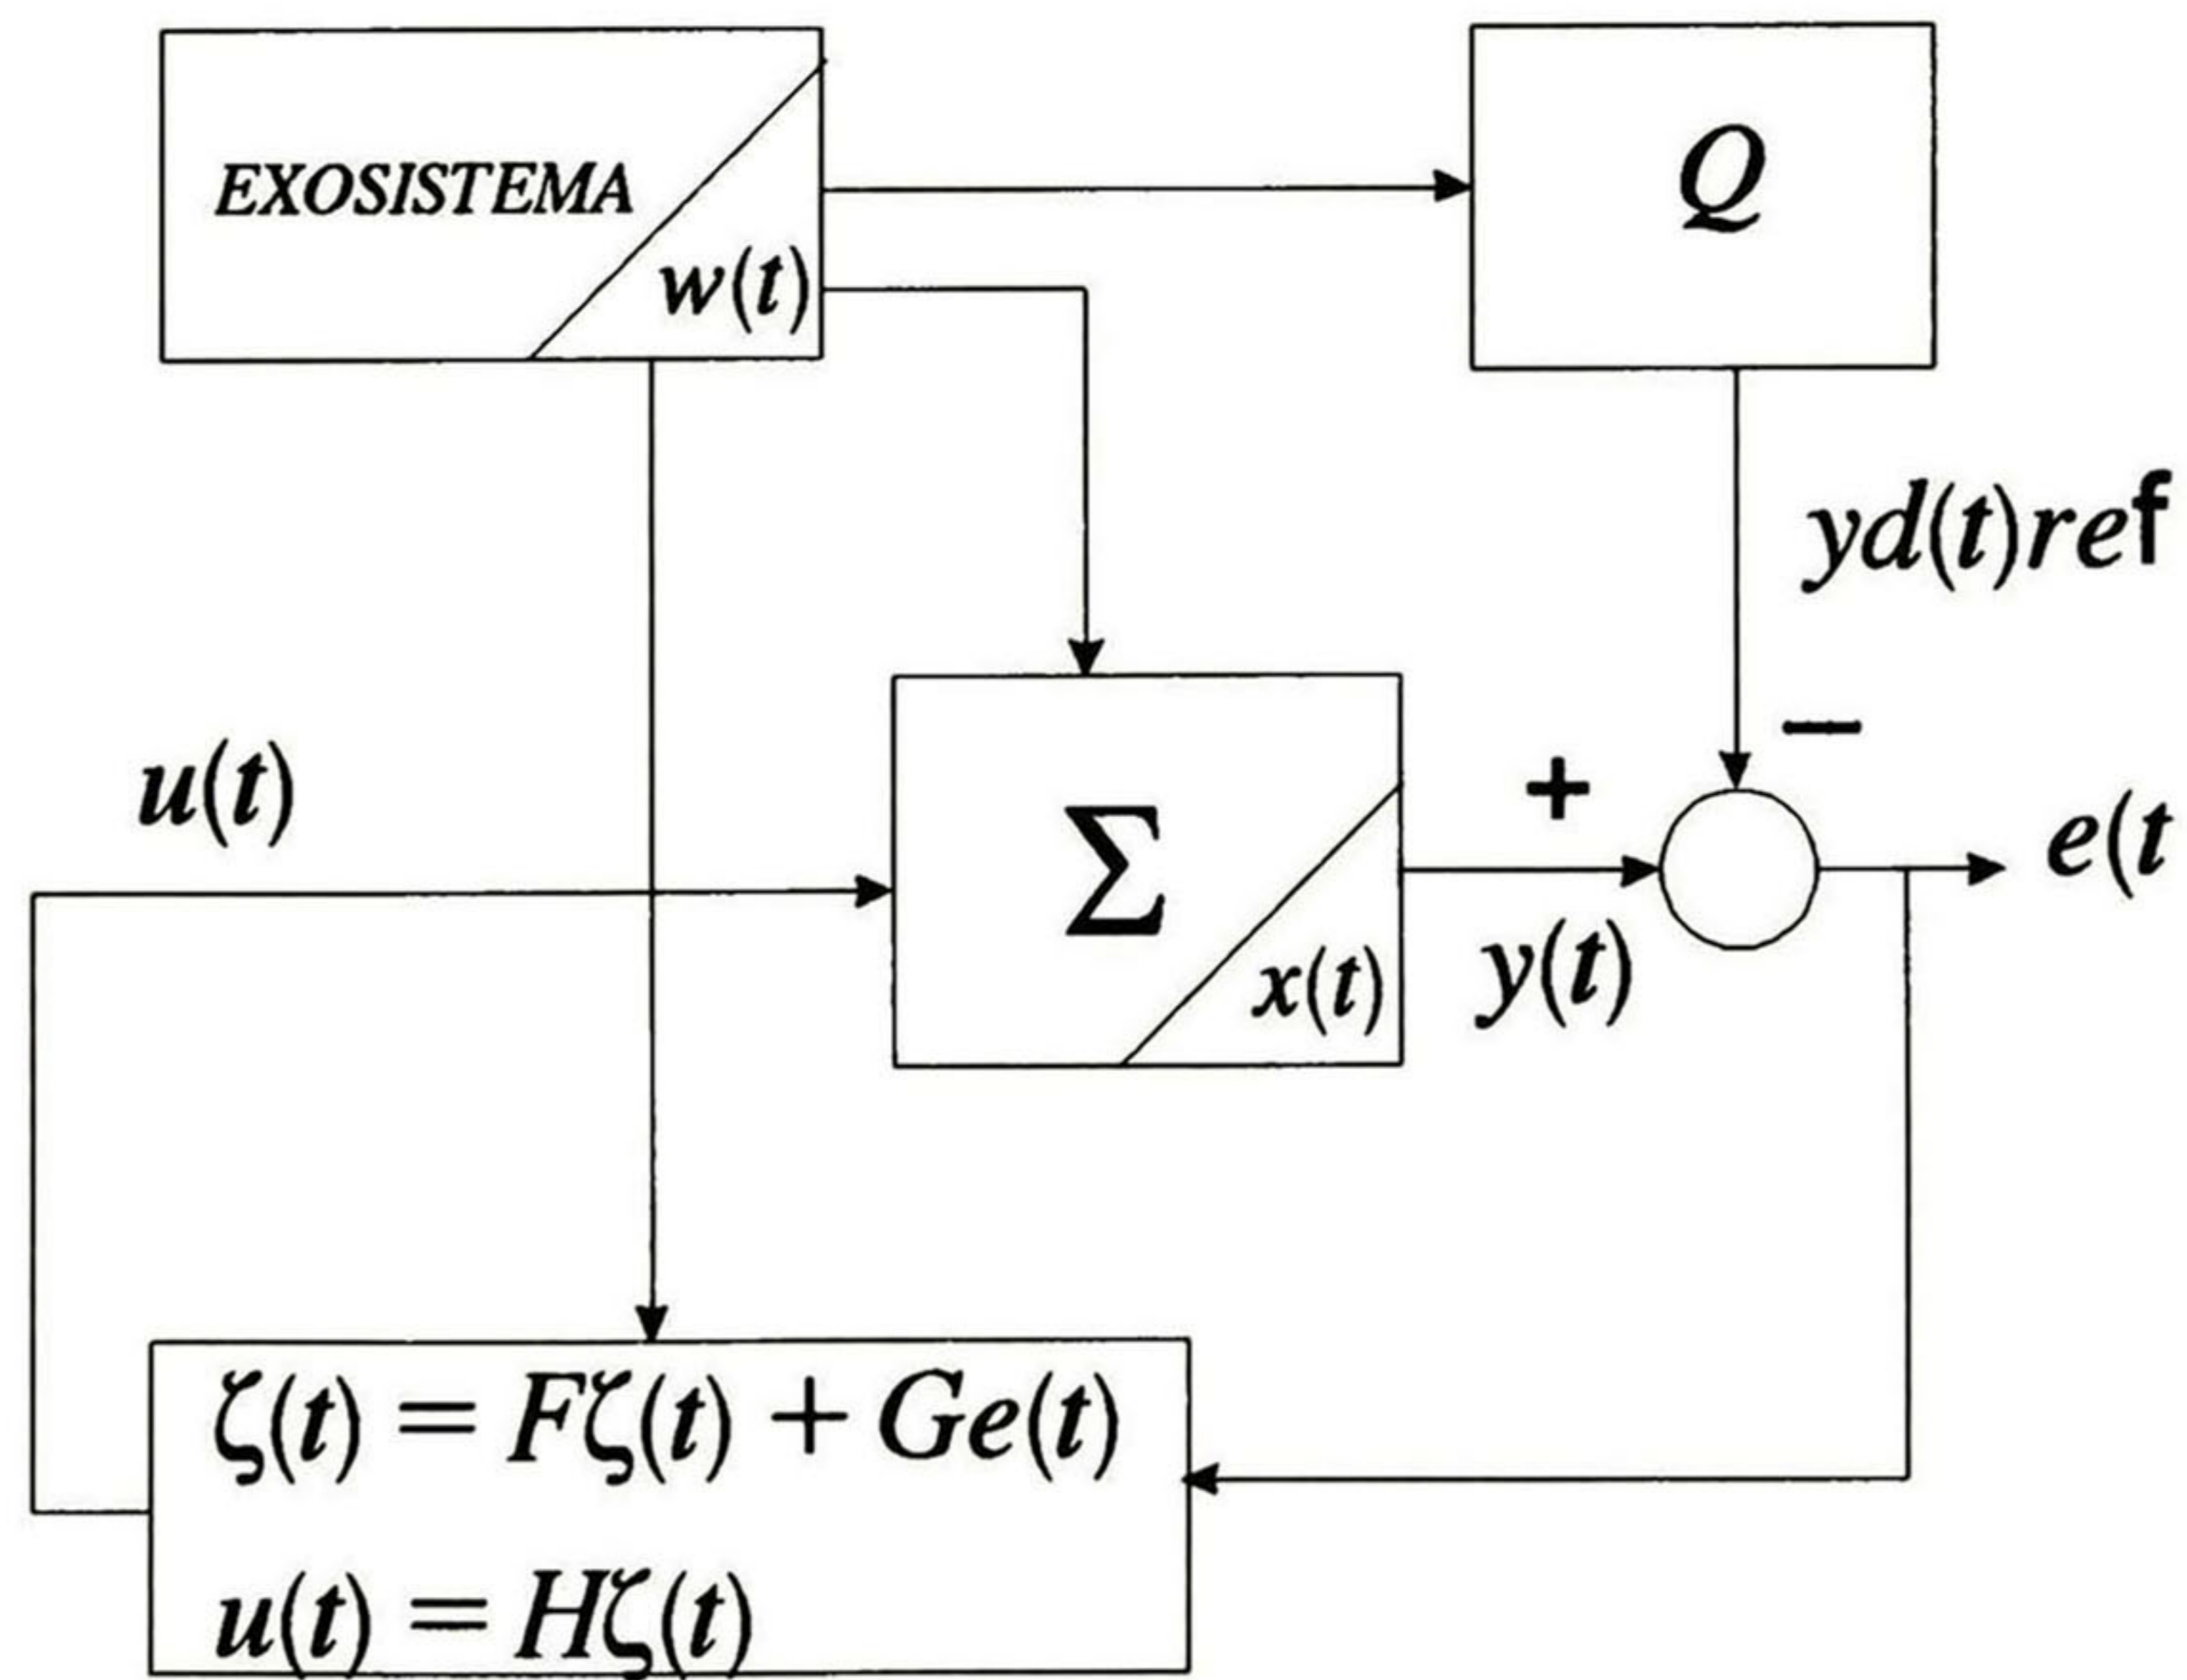 EXOSISTEMA
w(t)
Q
yd(t)ref
u(t)
Σ
x(t)
+
−
y(t)
e(t
ζ(t) = Fζ(t) + Ge(t)
u(t) = Hζ(t)